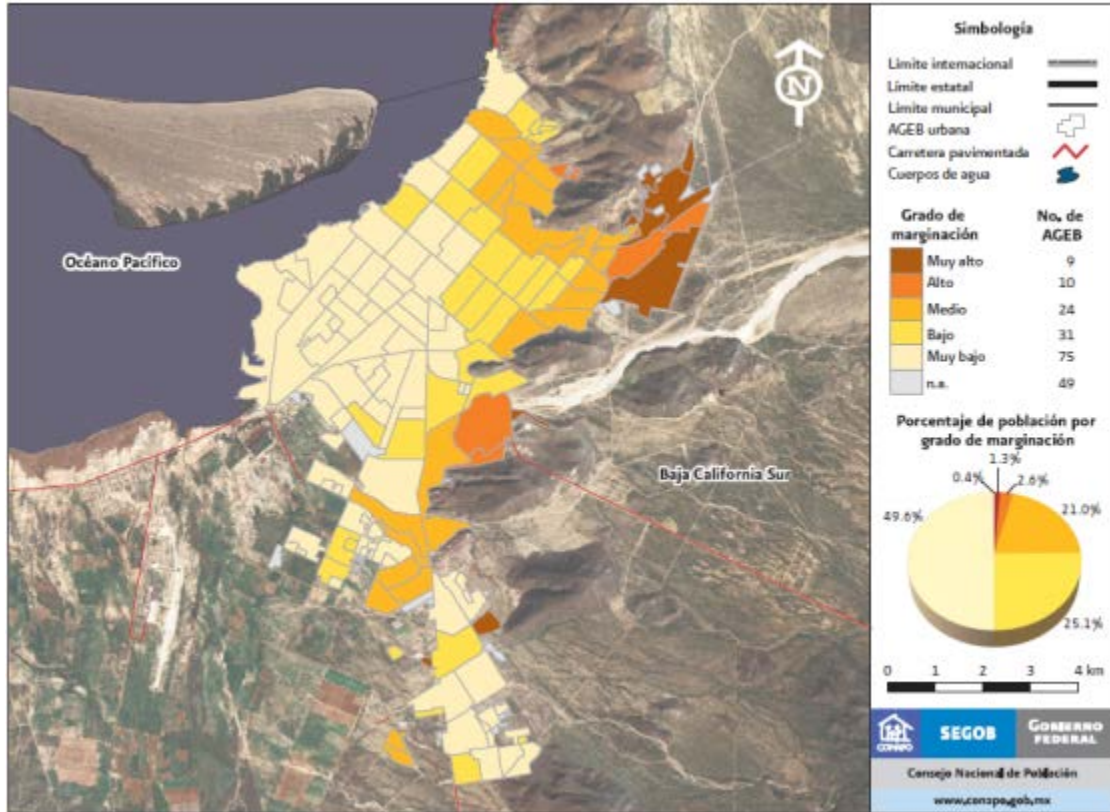 Océano Pacífico
N
Baja California Sur
Simbología
Límite internacional
Límite estatal
Límite municipal
AGEB urbana
Carretera pavimentada
Cuerpos de agua
Grado de marginación No. de AGEB
Muy alto 9
Alto 10
Medio 24
Bajo 31
Muy bajo 75
n.a. 49
Porcentaje de población por
grado de marginación
1.3%
0.4% 2.6%
49.6% 21.0%
25.1%
0 1 2 3 4 km
CONAPO SEGOB GOBIERNO FEDERAL
Consejo Nacional de Población
www.conapo.gob.mx